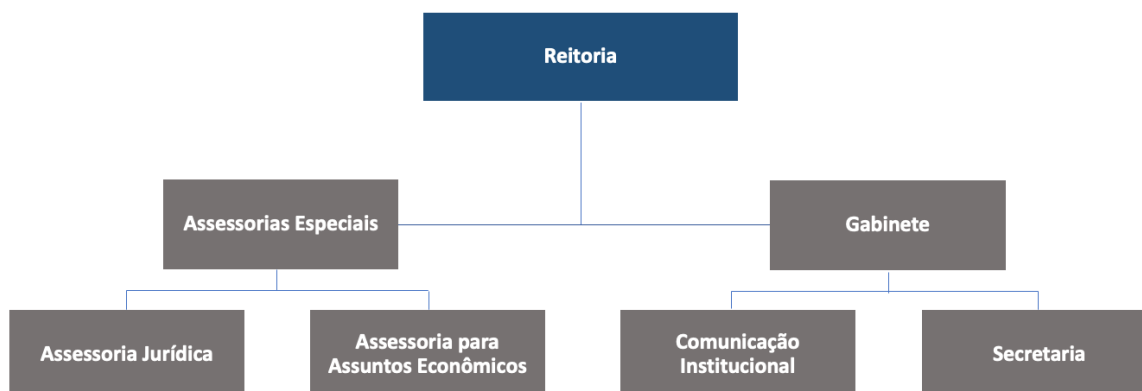 Reitoria
Assessorias Especiais
Gabinete
Assessoria Jurídica
Assessoria para
Assuntos Econômicos
Comunicação
Institucional
Secretaria